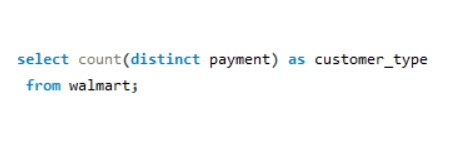 select count(distinct payment) as customer_type
from walmart;